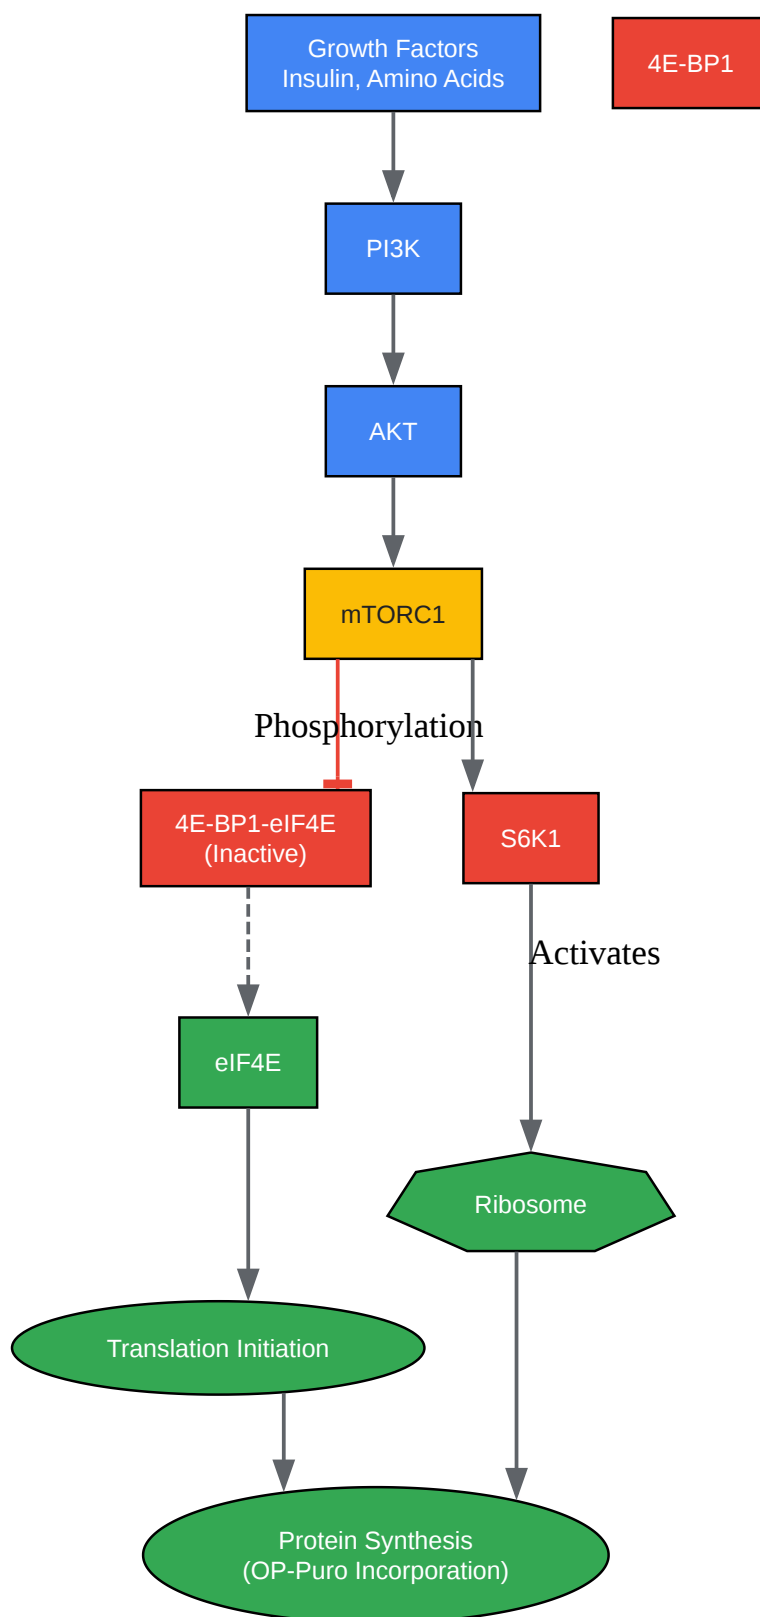 Growth Factors
Insulin, Amino Acids
4E-BP1
PI3K
AKT
mTORC1
Phosphorylation
4E-BP1-eIF4E
(Inactive)
S6K1
Activates
eIF4E
Ribosome
Translation Initiation
Protein Synthesis
(OP-Puro Incorporation)